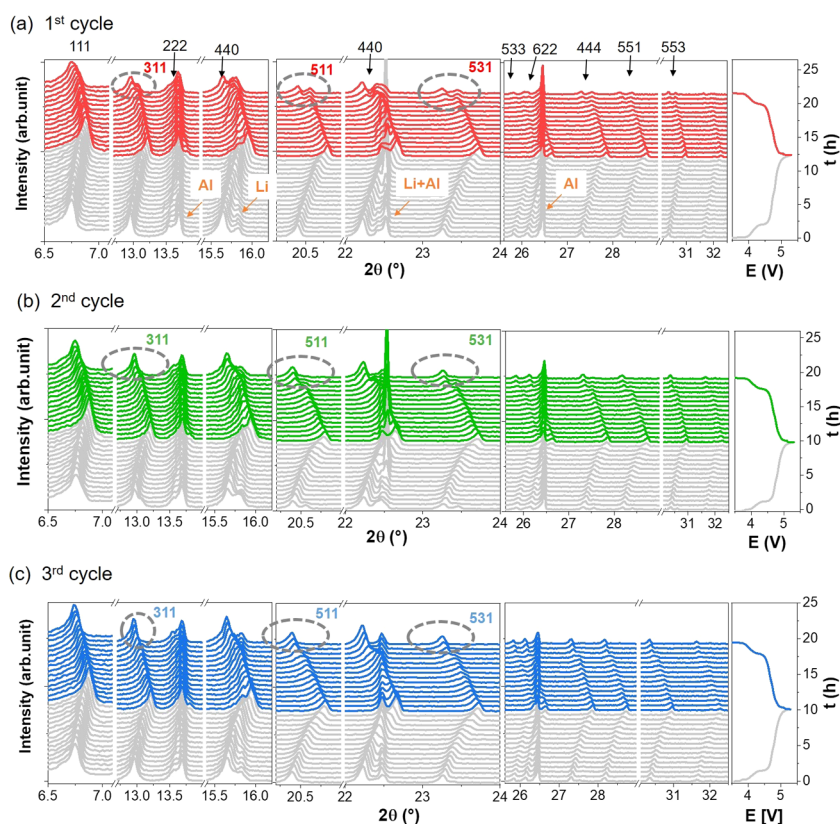 (a) 1st cycle
111 311 222 440 511 440 531 533 622 444 551 553
Al Li Li+Al Al
Intensity (arb.unit)
25
20
15
10
5
0
t (h)
6.5 7.0 13.0 13.5 15.5 16.0 20.5 22 23 24 26 27 28 31 32 4 5
2θ (°) E (V)
(b) 2nd cycle
311 511 531
Intensity (arb.unit)
25
20
15
10
5
0
t (h)
6.5 7.0 13.0 13.5 15.5 16.0 20.5 22 23 24 26 27 28 31 32 4 5
2θ (°) E (V)
(c) 3rd cycle
311 511 531
Intensity (arb.unit)
25
20
15
10
5
0
t (h)
6.5 7.0 13.0 13.5 15.5 16.0 20.5 22 23 24 26 27 28 31 32 4 5
2θ (°) E [V]